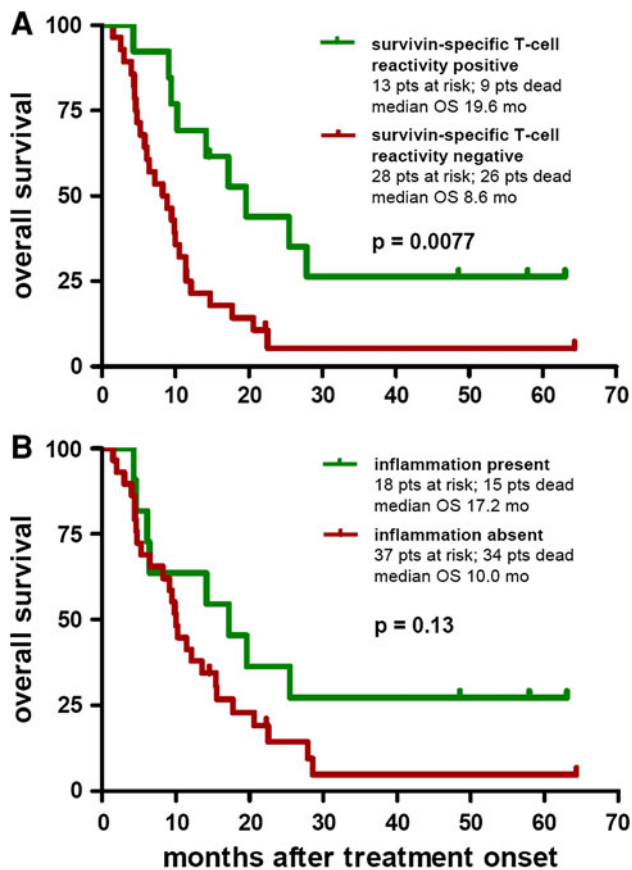 A
100
75
50
25
0
overall survival
survivin-specific T-cell
reactivity positive
13 pts at risk; 9 pts dead
median OS 19.6 mo
survivin-specific T-cell
reactivity negative
28 pts at risk; 26 pts dead
median OS 8.6 mo
p = 0.0077
0 10 20 30 40 50 60 70
B
100
75
50
25
0
overall survival
inflammation present
18 pts at risk; 15 pts dead
median OS 17.2 mo
inflammation absent
37 pts at risk; 34 pts dead
median OS 10.0 mo
p = 0.13
0 10 20 30 40 50 60 70
months after treatment onset